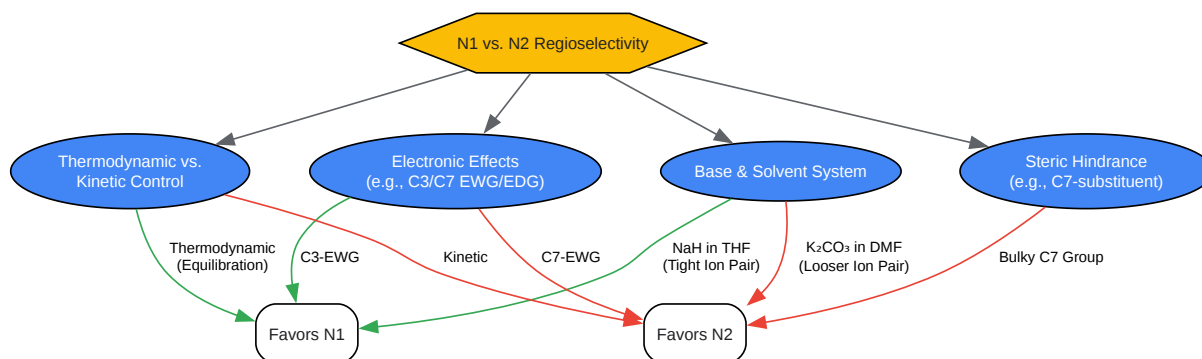 N1 vs. N2 Regioselectivity
Thermodynamic vs.
Kinetic Control
Electronic Effects
(e.g., C3/C7 EWG/EDG)
Base & Solvent System
Steric Hindrance
(e.g., C7-substituent)
Thermodynamic
(Equilibration)
C3-EWG
Kinetic
C7-EWG
NaH in THF
(Tight Ion Pair)
K₂CO₃ in DMF
(Looser Ion Pair)
Bulky C7 Group
Favors N1
Favors N2